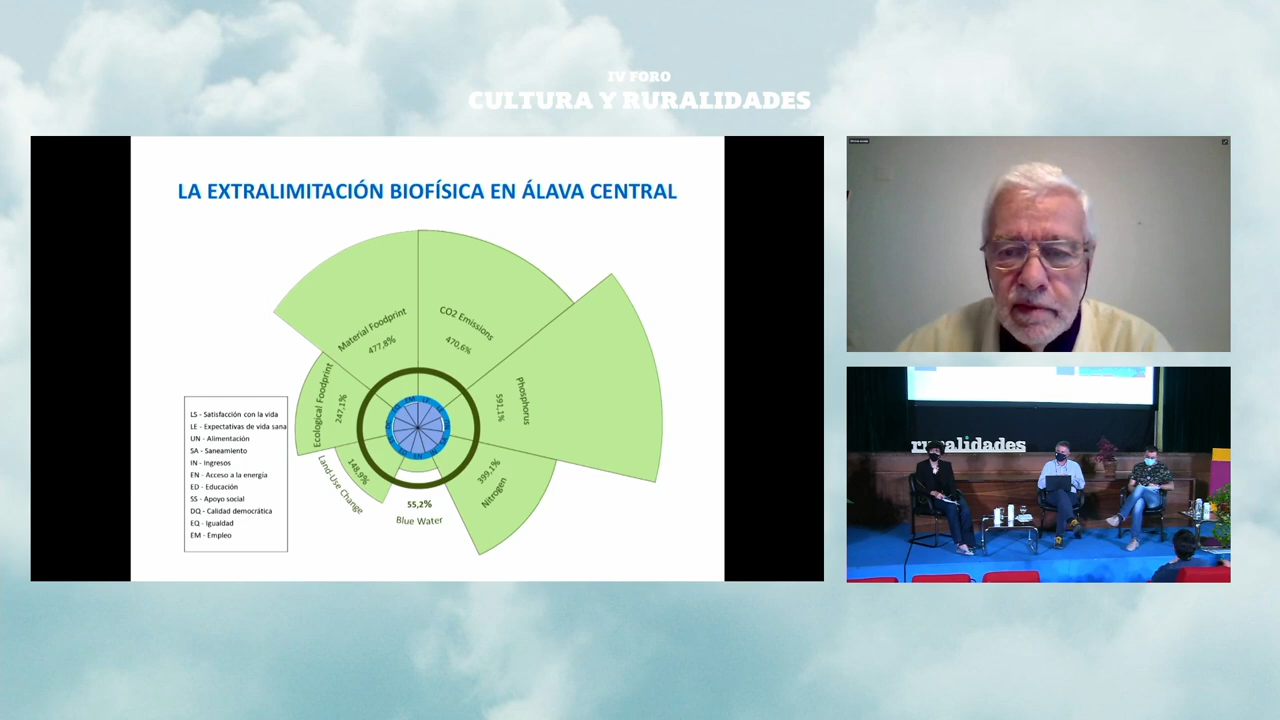 IV FORO
CULTURA Y RURALIDADES
LA EXTRALIMITACIÓN BIOFÍSICA EN ÁLAVA CENTRAL
Material Foodprint
477,8%
CO2 Emissions
470,6%
Ecological Foodprint
247,1%
Phosphorus
591,1%
Land-Use Change
148,9%
55,2%
Blue Water
399,1%
Nitrogen
LS - Satisfacción con la vida
LE - Expectativas de vida sana
UN - Alimentación
SA - Saneamiento
IN - Ingresos
EN - Acceso a la energía
ED - Educación
SS - Apoyo social
DQ - Calidad democrática
EQ - Igualdad
EM - Empleo
ruralidades